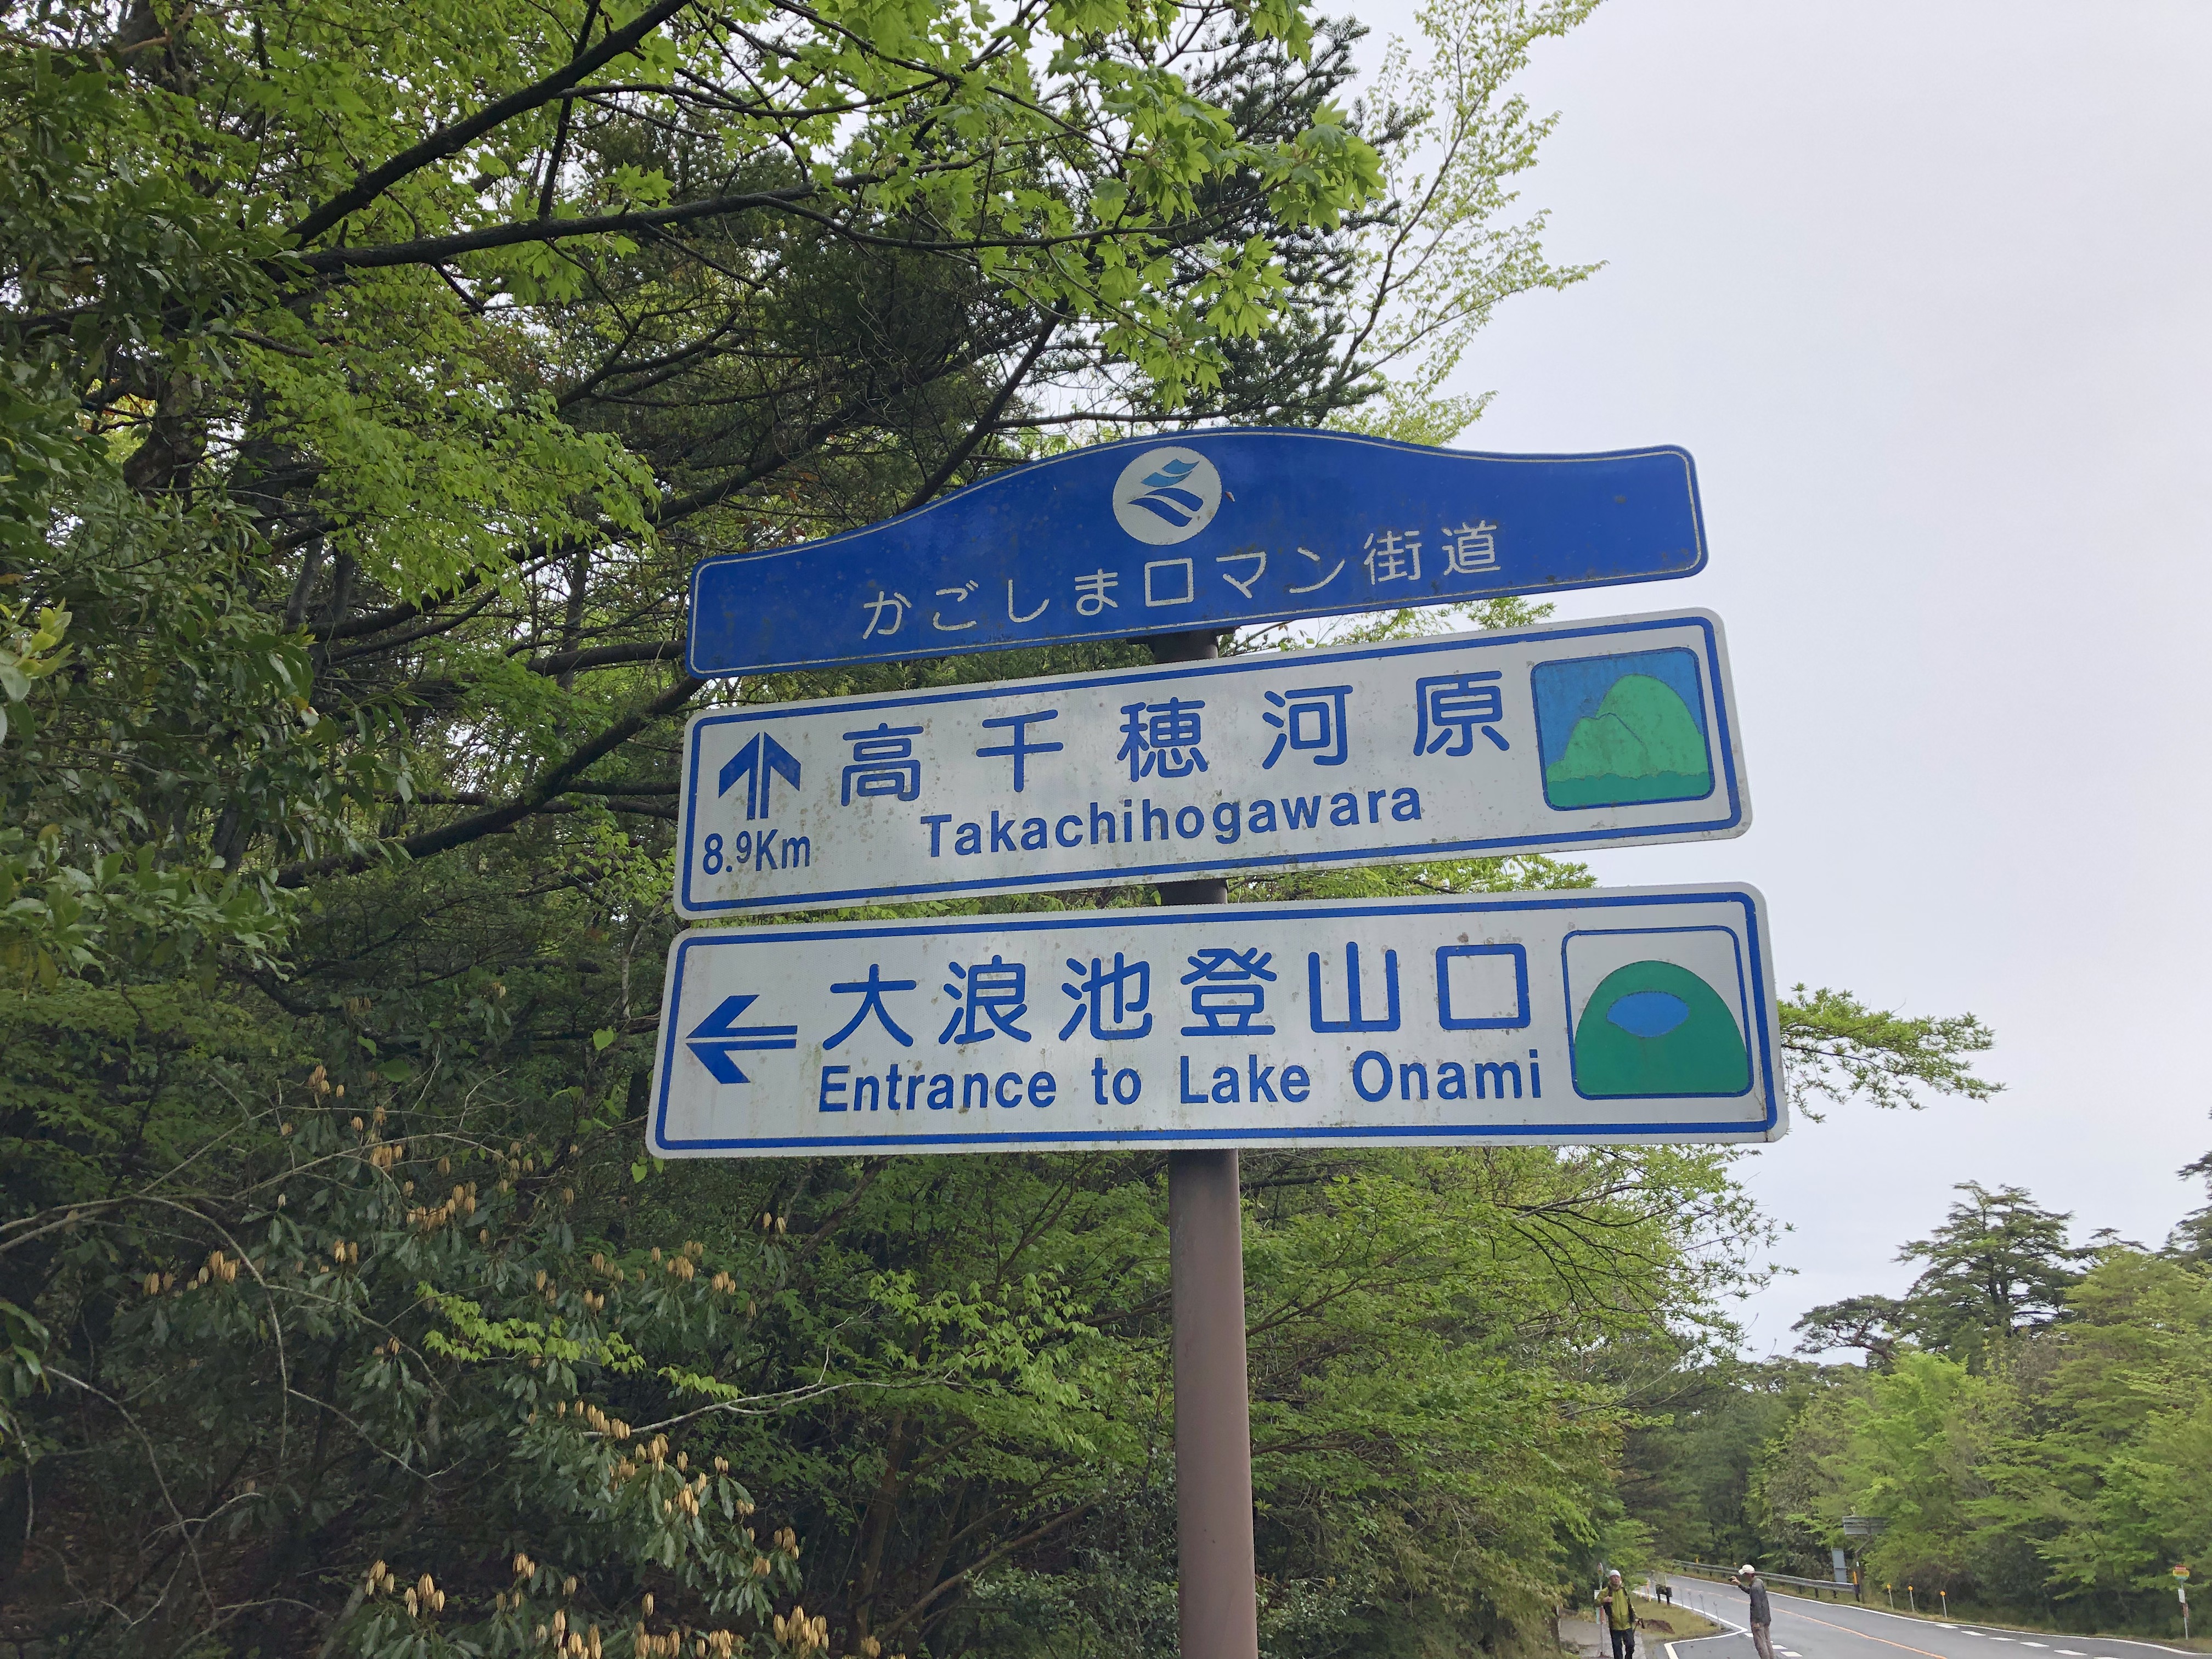 かごしまロマン街道
高千穂河原
8.9Km
Takachihogawara
大浪池登山口
Entrance to Lake Onami